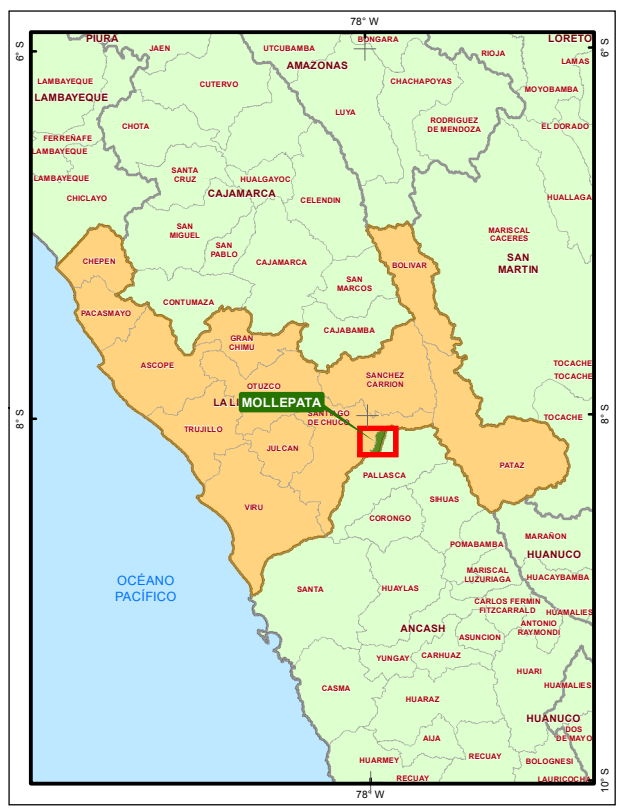 78° W
6° S
6° S
PIURA
JAEN
UTCUBAMBA
BONGARA
LORETO
RIOJA
LAMAS
AMAZONAS
LAMBAYEQUE
CUTERVO
CHACHAPOYAS
MOYOBAMBA
LAMBAYEQUE
LUYA
CHOTA
RODRIGUEZ
DE MENDOZA
EL DORADO
FERREÑAFE
LAMBAYEQUE
LAMBAYEQUE
SANTA
CRUZ
HUALGAYOC
CAJAMARCA
CELENDIN
CHICLAYO
HUALLAGA
SAN
MIGUEL
SAN
PABLO
MARISCAL
CACERES
SAN
MARTIN
CHEPEN
CAJAMARCA
BOLIVAR
SAN
MARCOS
CONTUMAZA
PACASMAYO
CAJABAMBA
GRAN
CHIMU
ASCOPE
TOCACHE
TOCACHE
SANCHEZ
CARRION
OTUZCO
LA LI
MOLLEPATA
SANTIAGO
DE CHUCO
TOCACHE
8° S
8° S
TRUJILLO
JULCAN
PATAZ
PALLASCA
SIHUAS
VIRU
CORONGO
POMABAMBA
MARAÑON
HUANUCO
MARISCAL
LUZURIAGA
HUACAYBAMBA
OCÉANO
PACÍFICO
SANTA
HUAYLAS
CARLOS FERMIN
FITZCARRALD
HUAMALIES
ANTONIO
RAYMONDI
ANCASH
ASUNCION
YUNGAY
CARHUAZ
HUARI
CASMA
HUAMALIES
HUARAZ
HUANUCO
DOS
DE MAYO
AIJA
HUARMEY
RECUAY
BOLOGNESI
RECUAY
LAURICOCHA
10° S
78° W